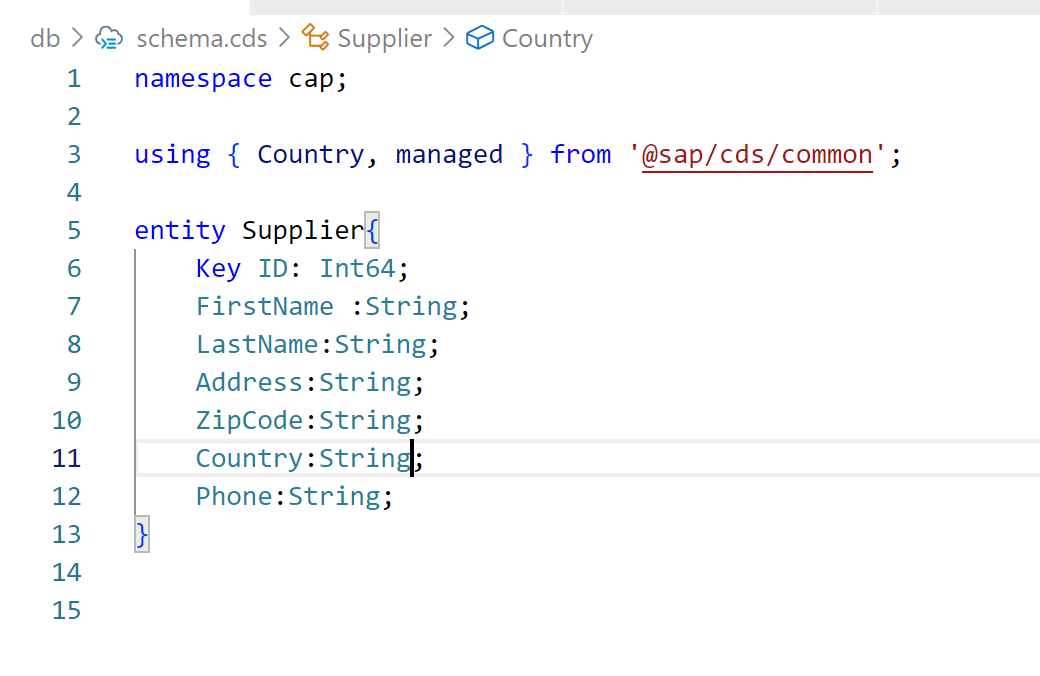 db > schema.cds > Supplier > Country
1 namespace cap;
2
3 using { Country, managed } from '@sap/cds/common';
4
5 entity Supplier{
6     Key ID: Int64;
7     FirstName :String;
8     LastName:String;
9     Address:String;
10     ZipCode:String;
11     Country:String;
12     Phone:String;
13 }
14
15